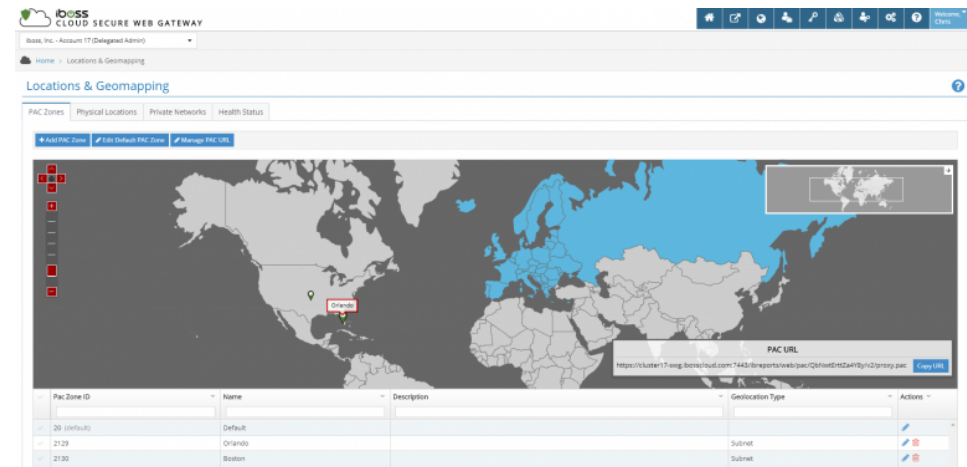 iboss
CLOUD SECURE WEB GATEWAY
Welcome,
Chris
iboss, Inc. - Account 17 (Delegated Admin)
Home > Locations & Geomapping
Locations & Geomapping
PAC Zones Physical Locations Private Networks Health Status
+ Add PAC Zone Edit Default PAC Zone Manage PAC URL
Orlando
PAC URL
Copy URL
Pac Zone ID Name Description Geolocation Type Actions
20 (default) Default
2129 Orlando Subnet
2130 Boston Subnet